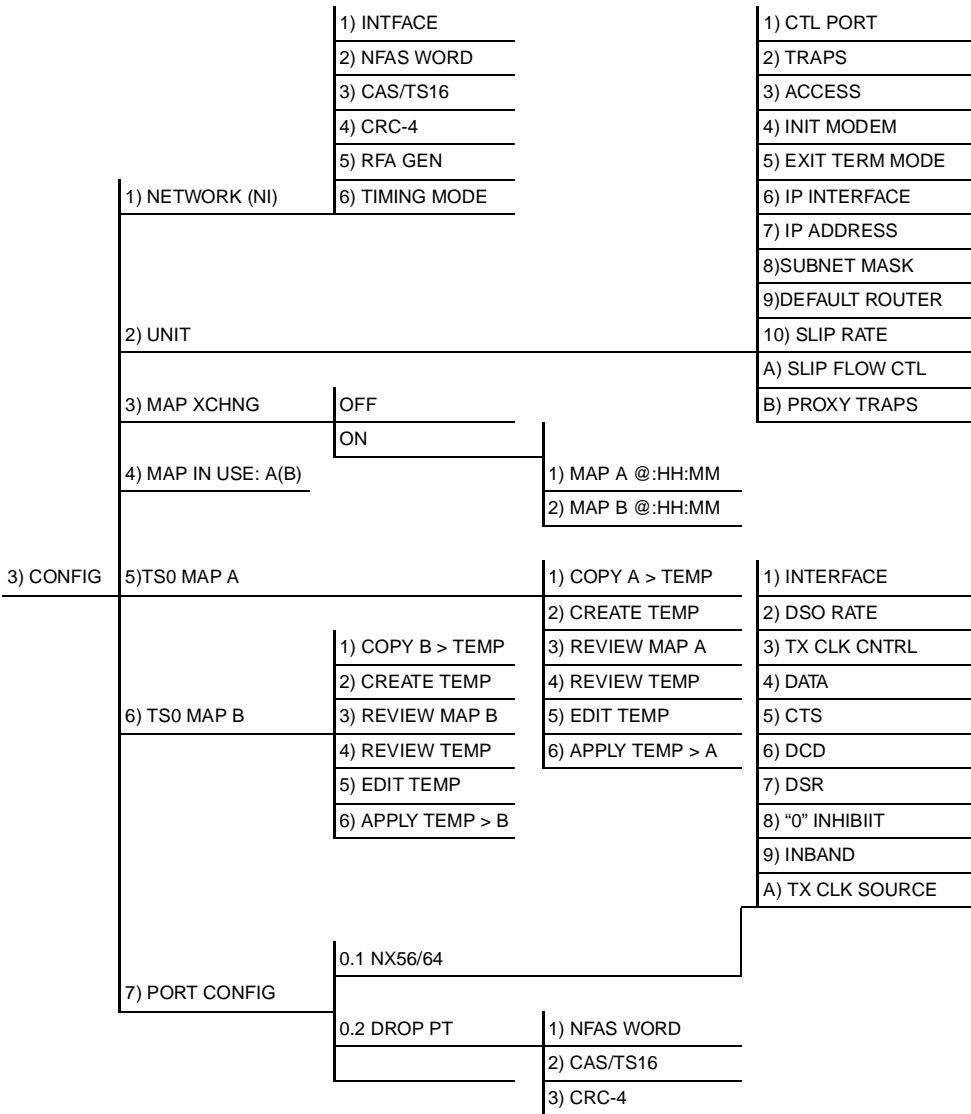 1) INTFACE
2) NFAS WORD
3) CAS/TS16
4) CRC-4
5) RFA GEN
1) NETWORK (NI)
6) TIMING MODE
1) CTL PORT
2) TRAPS
3) ACCESS
4) INIT MODEM
5) EXIT TERM MODE
6) IP INTERFACE
7) IP ADDRESS
8)SUBNET MASK
9)DEFAULT ROUTER
2) UNIT
10) SLIP RATE
A) SLIP FLOW CTL
B) PROXY TRAPS
3) MAP XCHNG
OFF
ON
4) MAP IN USE: A(B)
1) MAP A @:HH:MM
2) MAP B @:HH:MM
3) CONFIG
5)TS0 MAP A
1) COPY A > TEMP
2) CREATE TEMP
3) REVIEW MAP A
4) REVIEW TEMP
5) EDIT TEMP
6) APPLY TEMP > A
1) COPY B > TEMP
2) CREATE TEMP
6) TS0 MAP B
3) REVIEW MAP B
4) REVIEW TEMP
5) EDIT TEMP
6) APPLY TEMP > B
1) INTERFACE
2) DSO RATE
3) TX CLK CNTRL
4) DATA
5) CTS
6) DCD
7) DSR
8) “0” INHIBIIT
9) INBAND
A) TX CLK SOURCE
0.1 NX56/64
7) PORT CONFIG
0.2 DROP PT
1) NFAS WORD
2) CAS/TS16
3) CRC-4